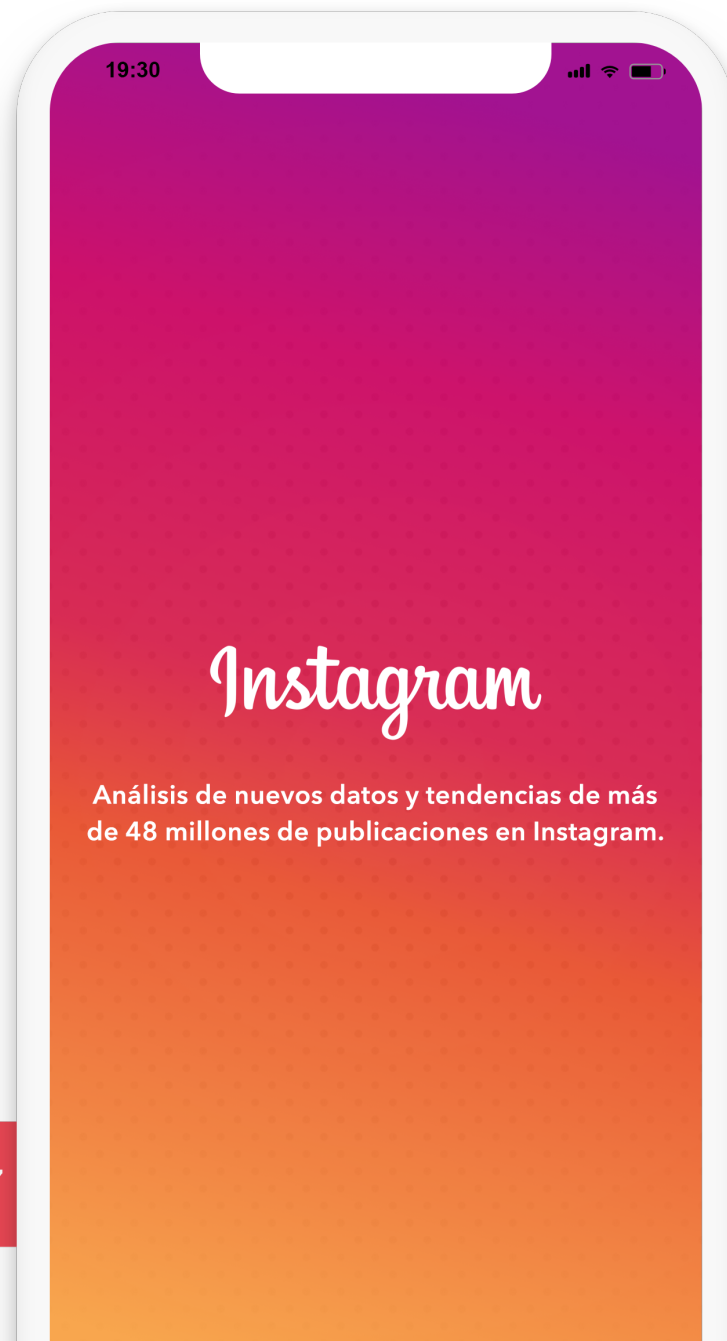 19:30
Instagram
Análisis de nuevos datos y tendencias de más
de 48 millones de publicaciones en Instagram.